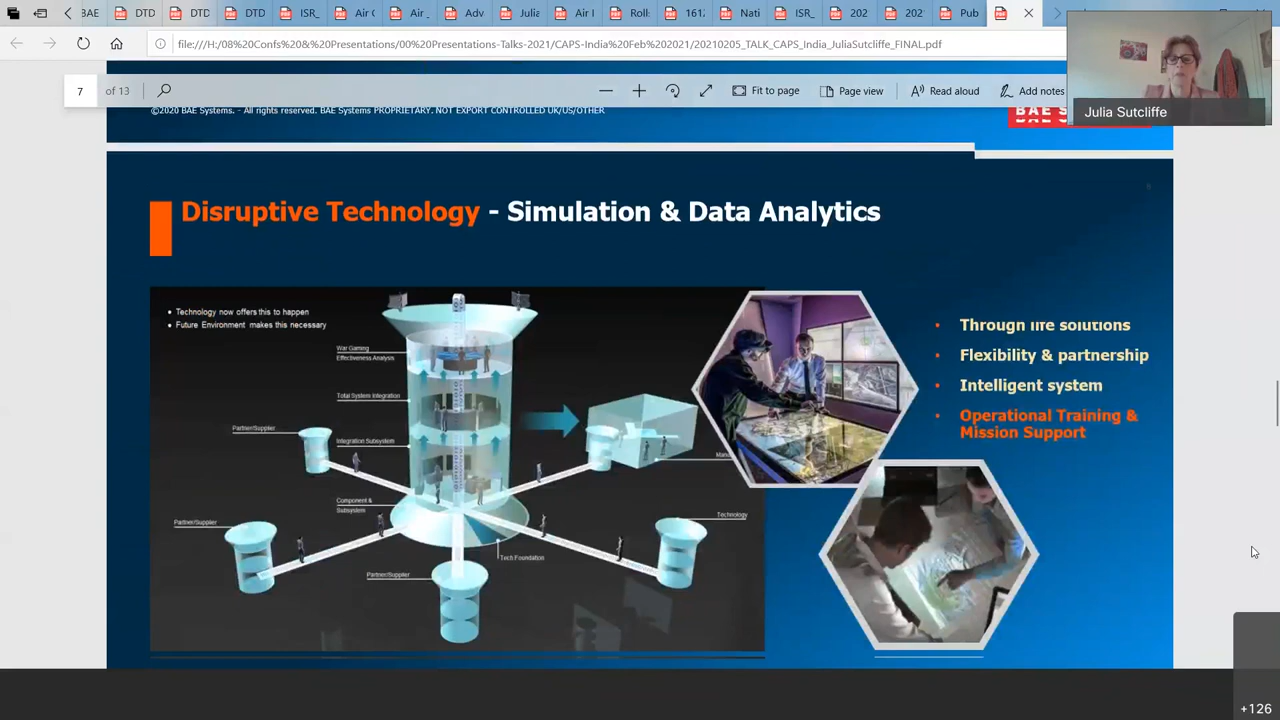 BAE
DTD
DTD
ISR_
Air C
Air_
Adv
Julia
Air I
Roll:
1612
Nati
ISR_
202
202
Pub
file:///H:/08%20Confs%20&%20Presentations/00%20Presentations-Talks-2021/CAPS-India%20Feb%202021/20210205_TALK_CAPS_India_JuliaSutcliffe_FINAL.pdf
7 of 13
Fit to page
Page view
Read aloud
Add notes
Julia Sutcliffe
©2020 BAE Systems. - All rights reserved. BAE Systems PROPRIETARY. NOT EXPORT CONTROLLED UK/US/OTHER
BAE S
Disruptive Technology - Simulation & Data Analytics
• Technology now offers this to happen
• Future Environment makes this necessary
War Gaming
Effectiveness Analysis
Total System Integration
Partner/Supplier
Integration Subsystem
Component &
Subsystem
Partner/Supplier
Partner/Supplier
Tech Foundation
Technology
• Through life solutions
• Flexibility & partnership
• Intelligent system
• Operational Training &
Mission Support
+126